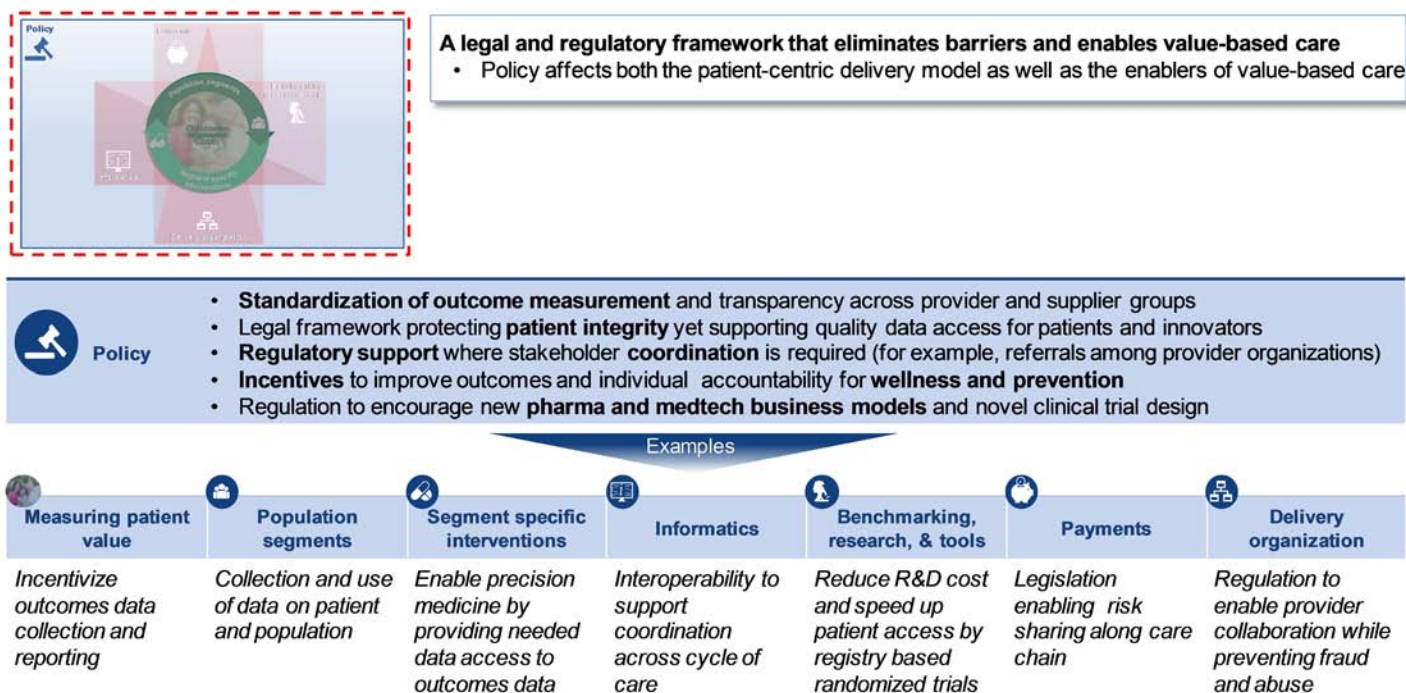 Policy
Population segments
Segment specific
interventions
A legal and regulatory framework that eliminates barriers and enables value-based care
• Policy affects both the patient-centric delivery model as well as the enablers of value-based care
Policy
• Standardization of outcome measurement and transparency across provider and supplier groups
• Legal framework protecting patient integrity yet supporting quality data access for patients and innovators
• Regulatory support where stakeholder coordination is required (for example, referrals among provider organizations)
• Incentives to improve outcomes and individual accountability for wellness and prevention
• Regulation to encourage new pharma and medtech business models and novel clinical trial design
Examples
Measuring patient
value
Incentivize
outcomes data
collection and
reporting
Population
segments
Collection and use
of data on patient
and population
Segment specific
interventions
Enable precision
medicine by
providing needed
data access to
outcomes data
Informatics
Interoperability to
support
coordination
across cycle of
care
Benchmarking,
research, & tools
Reduce R&D cost
and speed up
patient access by
registry based
randomized trials
Payments
Legislation
enabling risk
sharing along care
chain
Delivery
organization
Regulation to
enable provider
collaboration while
preventing fraud
and abuse